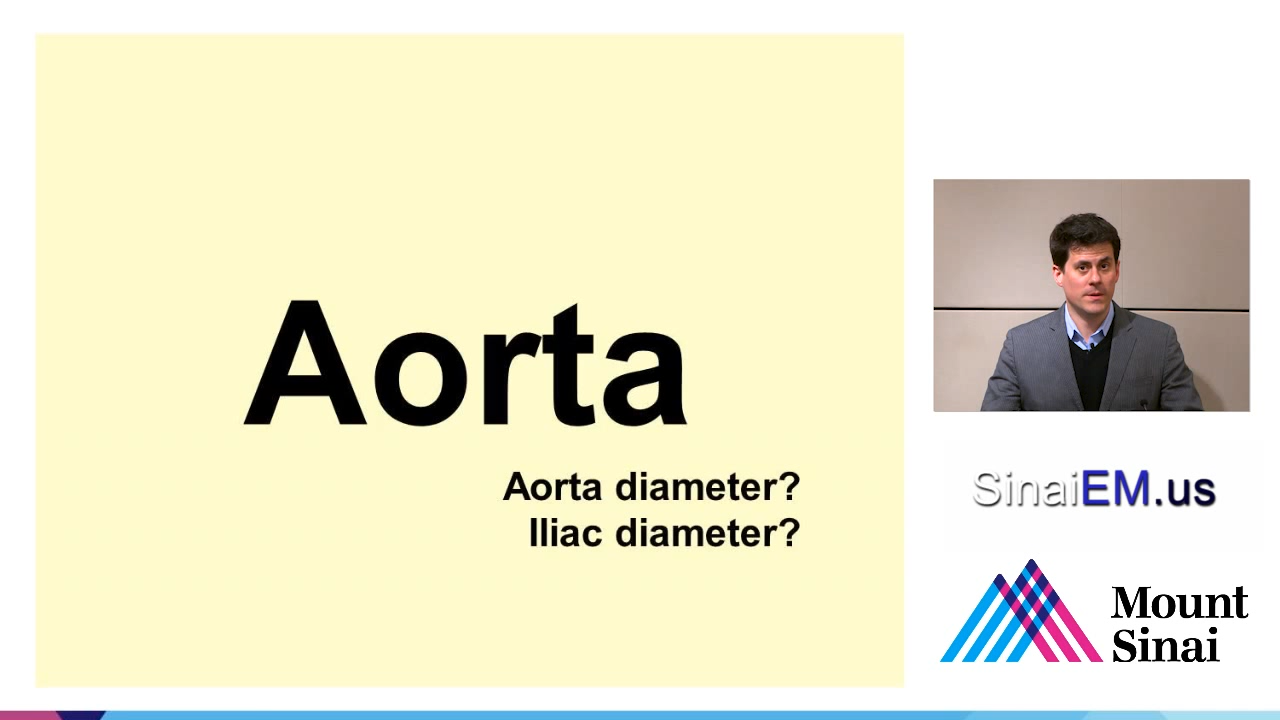 Aorta
Aorta diameter?
Iliac diameter?
SinaiEM.us
Mount
Sinai